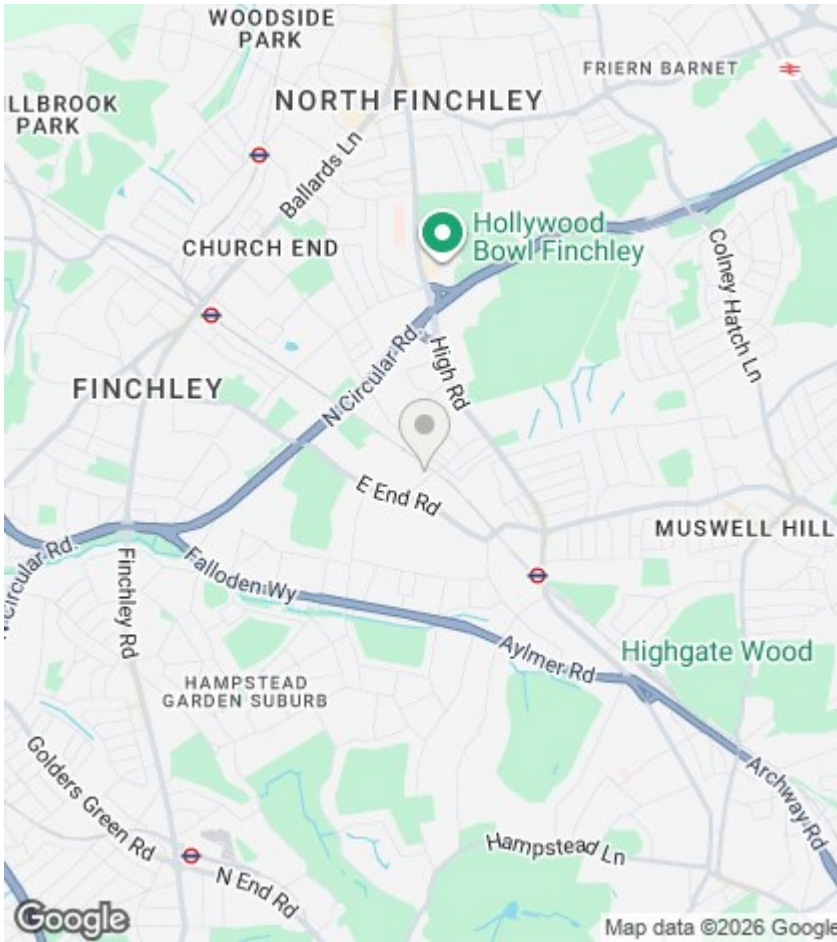 WOODSIDE
PARK
FRIERN BARNET
ILLBROOK
PARK
NORTH FINCHLEY
Ballards Ln
Hollywood
Bowl Finchley
CHURCH END
Colney Hatch Ln
N Circular Rd
High Rd
FINCHLEY
E End Rd
MUSWELL HILL
N Circular Rd.
Finchley Rd
Falloden Wy
Aylmer Rd
Highgate Wood
HAMPSTEAD
GARDEN SUBURB
Golders Green Rd
Archway Rd
Hampstead Ln
N End Rd
Google
Map data ©2026 Google